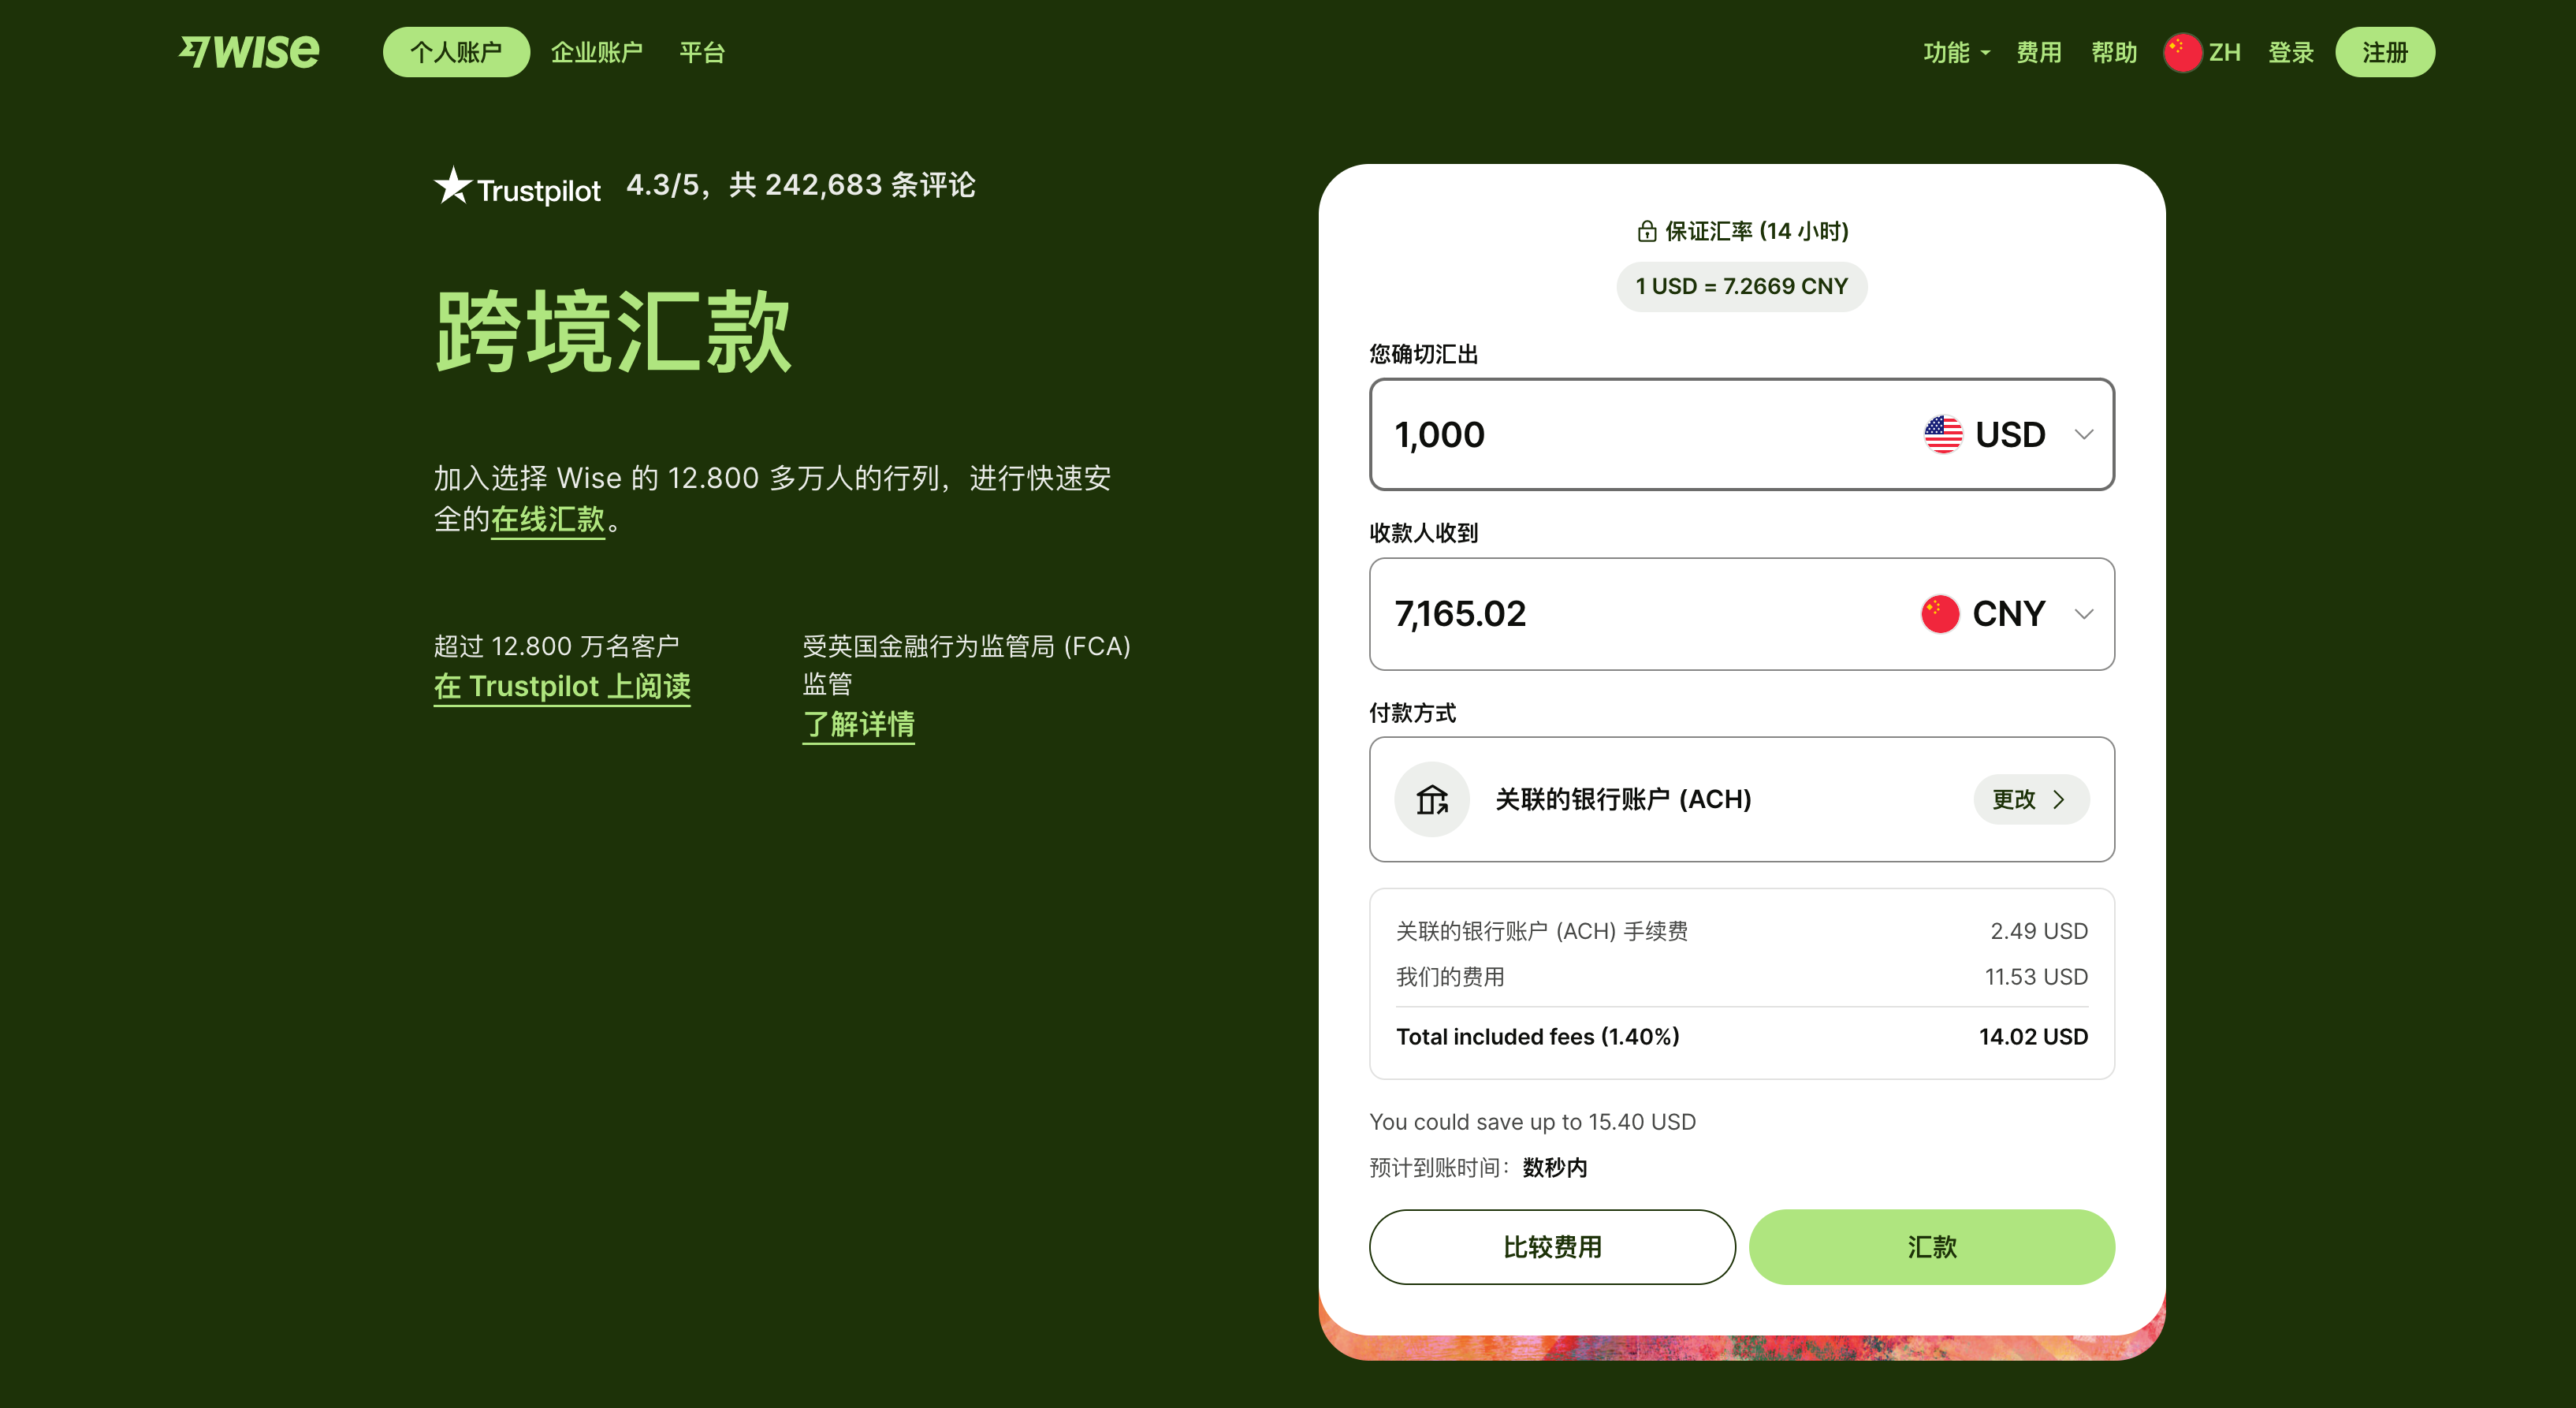 WISE
个人账户 企业账户 平台
功能 费用 帮助 ZH 登录 注册
Trustpilot 4.3/5，共 242,683 条评论
跨境汇款
加入选择 Wise 的 12.800 多万人的行列，进行快速安
全的在线汇款。
超过 12.800 万名客户
在 Trustpilot 上阅读
受英国金融行为监管局 (FCA)
监管
了解详情
保证汇率 (14 小时)
1 USD = 7.2669 CNY
您确切汇出
1,000 USD
收款人收到
7,165.02 CNY
付款方式
关联的银行账户 (ACH) 更改
关联的银行账户 (ACH) 手续费 2.49 USD
我们的费用 11.53 USD
Total included fees (1.40%) 14.02 USD
You could save up to 15.40 USD
预计到账时间：数秒内
比较费用 汇款